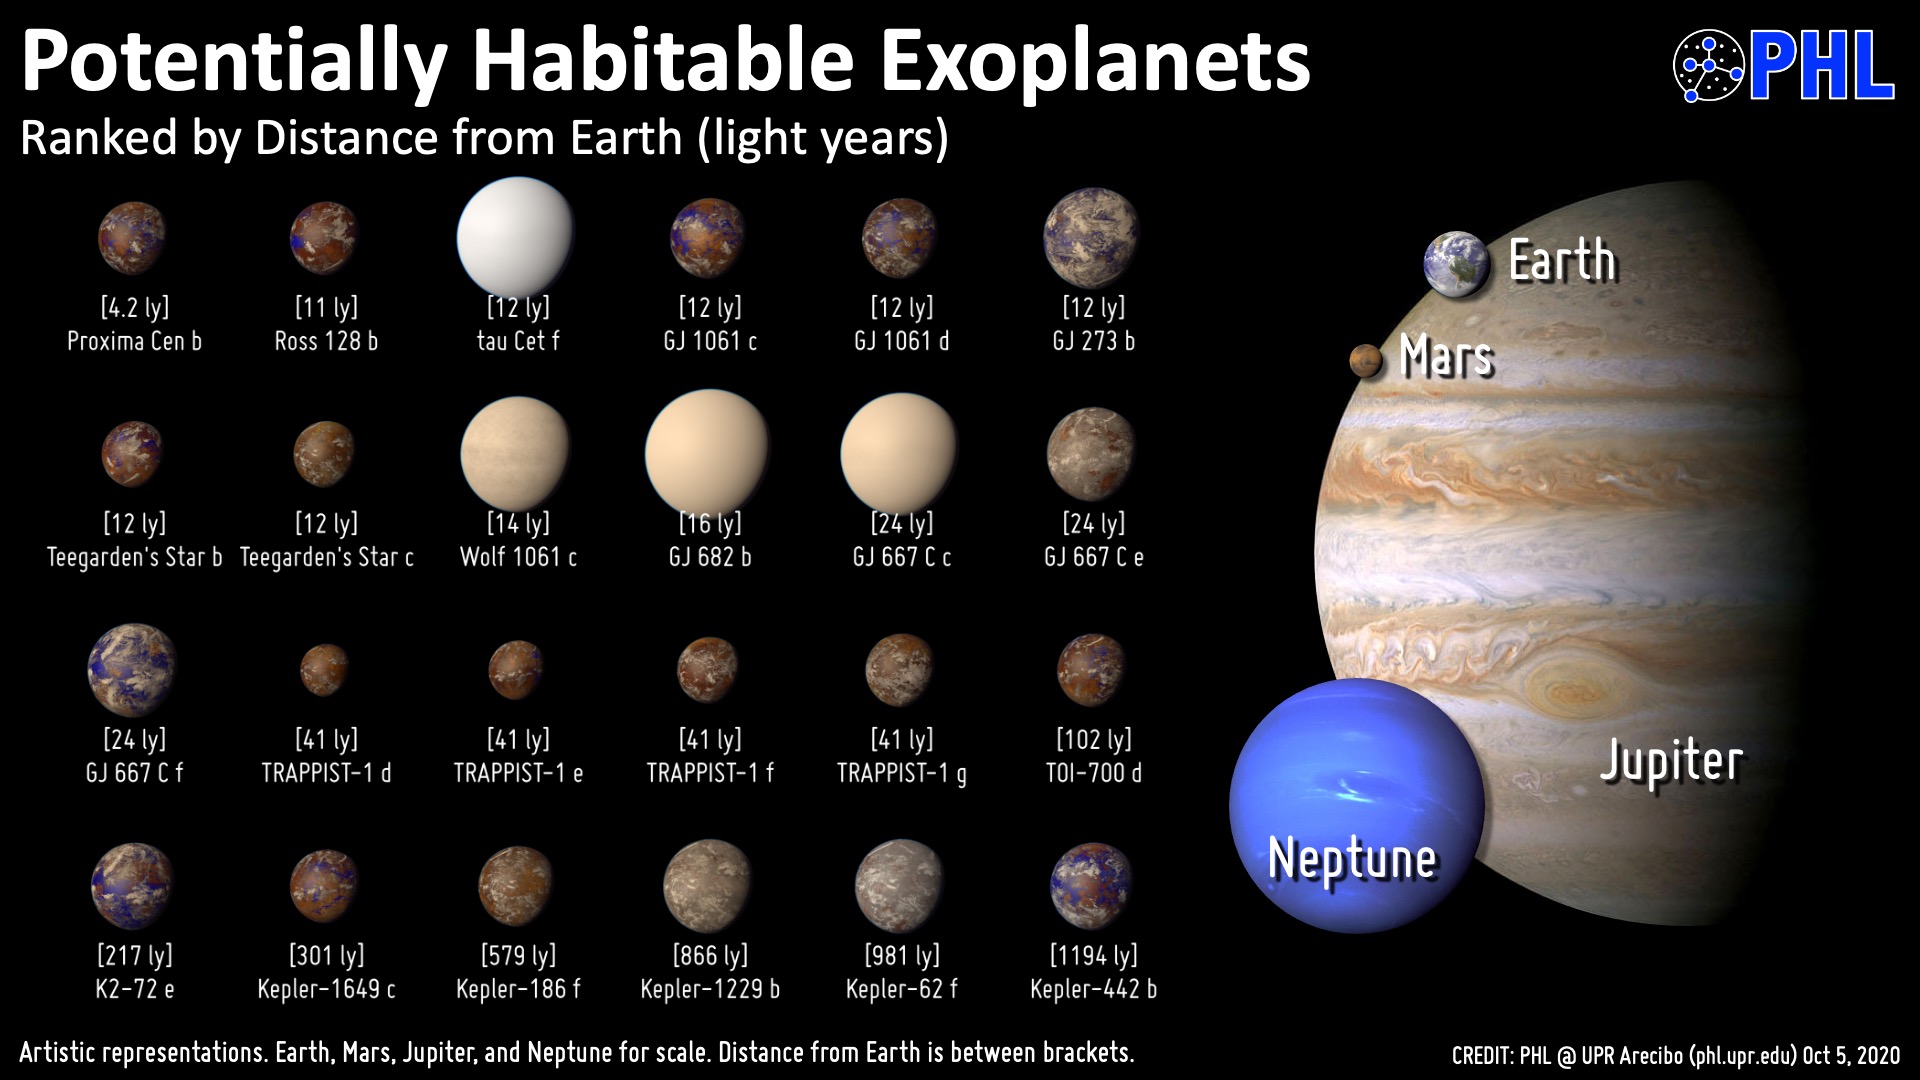 Potentially Habitable Exoplanets
PHL
Ranked by Distance from Earth (light years)
[4.2 ly] [11 ly] [12 ly] [12 ly] [12 ly] [12 ly]
Proxima Cen b Ross 128 b tau Cet f GJ 1061 c GJ 1061 d GJ 273 b
Earth
Mars
[12 ly] [12 ly] [14 ly] [16 ly] [24 ly] [24 ly]
Teegarden's Star b Teegarden's Star c Wolf 1061 c GJ 682 b GJ 667 C c GJ 667 C e
[24 ly] [41 ly] [41 ly] [41 ly] [41 ly] [102 ly]
GJ 667 C f TRAPPIST-1 d TRAPPIST-1 e TRAPPIST-1 f TRAPPIST-1 g TOI-700 d
Jupiter
Neptune
[217 ly] [301 ly] [579 ly] [866 ly] [981 ly] [1194 ly]
K2-72 e Kepler-1649 c Kepler-186 f Kepler-1229 b Kepler-62 f Kepler-442 b
Artistic representations. Earth, Mars, Jupiter, and Neptune for scale. Distance from Earth is between brackets.
CREDIT: PHL @ UPR Arecibo (phl.upr.edu) Oct 5, 2020